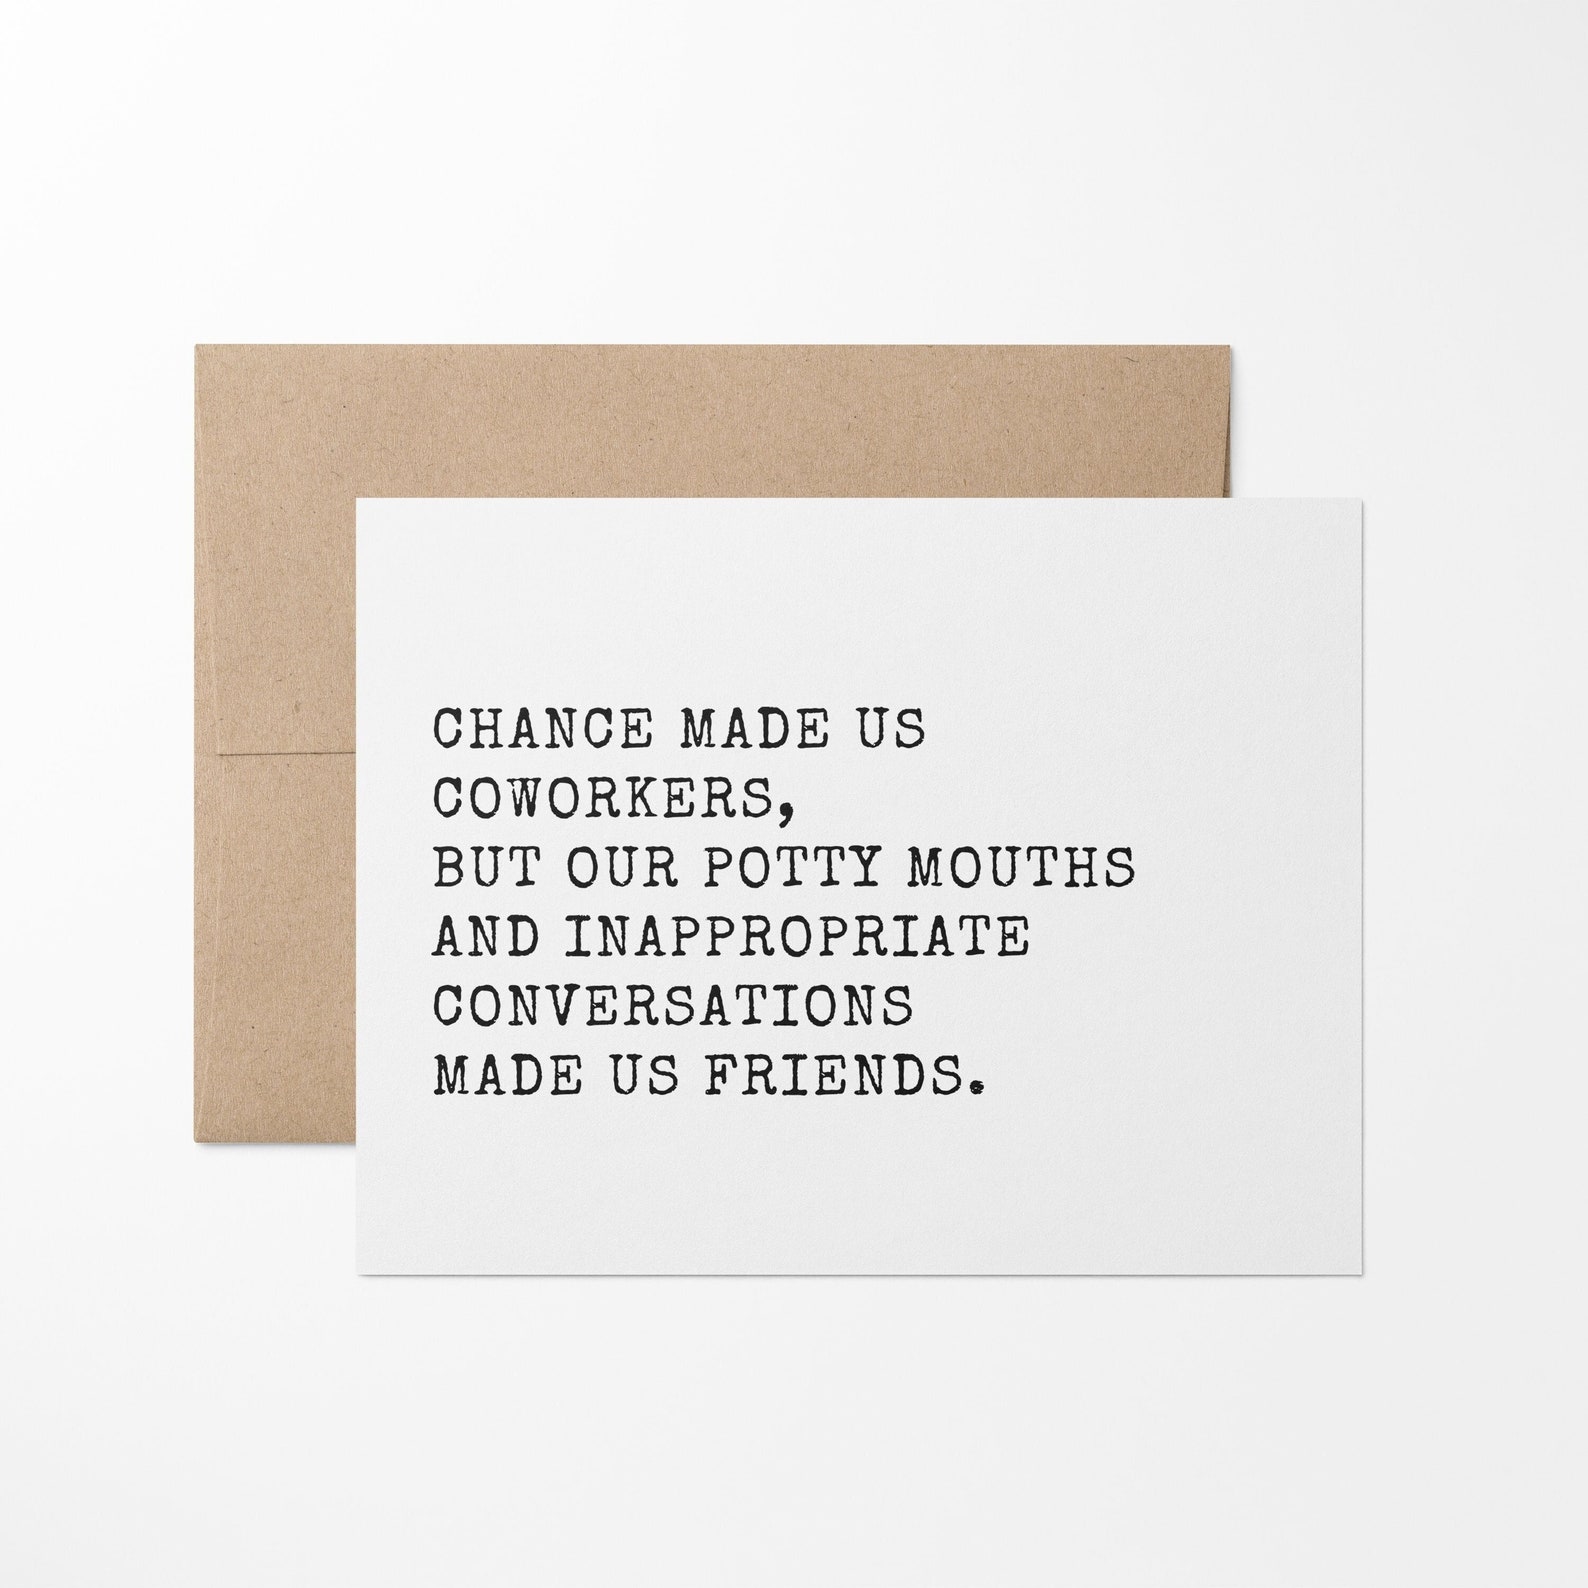 CHANCE MADE US
COWORKERS,
BUT OUR POTTY MOUTHS
AND INAPPROPRIATE
CONVERSATIONS
MADE US FRIENDS.